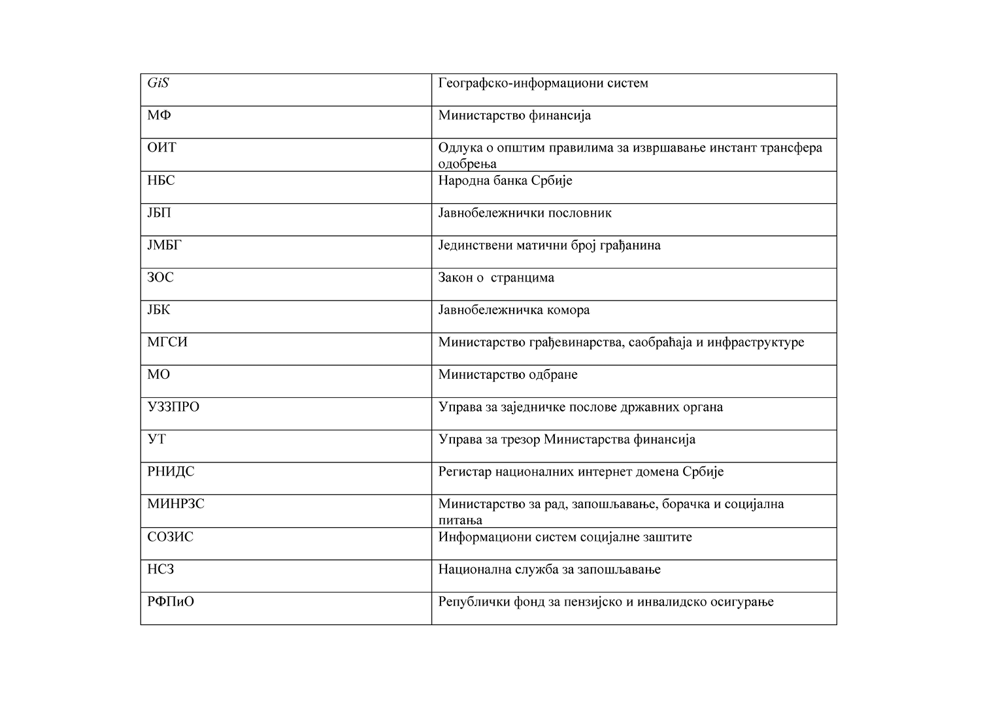 GiS Географско-информациони систем
МФ Министарство финансија
ОИТ Одлука о општим правилима за извршавање инстант трансфера
одобрења
НБС Народна банка Србије
ЈБП Јавнобележнички пословник
ЈМБГ Јединствени матични број грађанина
ЗОС Закон о  странцима
ЈБК Јавнобележничка комора
МГСИ Министарство грађевинарства, саобраћаја и инфраструктуре
МО Министарство одбране
УЗЗПРО Управа за заједничке послове државних органа
УТ Управа за трезор Министарства финансија
РНИДС Регистар националних интернет домена Србије
МИНРЗС Министарство за рад, запошљавање, борачка и социјална
питања
СОЗИС Информациони систем социјалне заштите
НСЗ Национална служба за запошљавање
РФПиО Републички фонд за пензијско и инвалидско осигурање